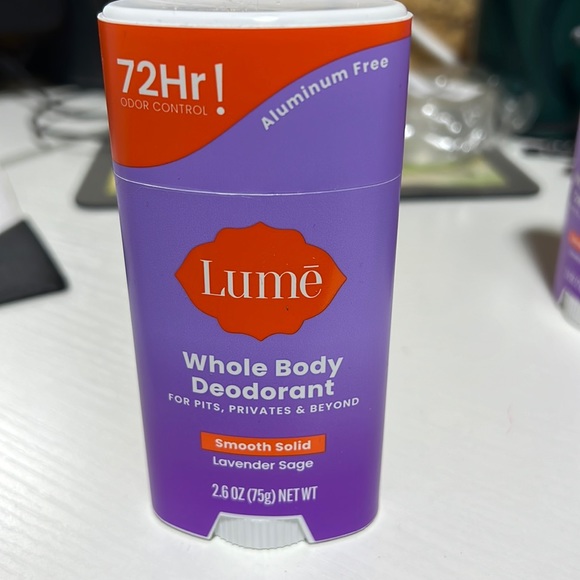 72Hr!
ODOR CONTROL
Aluminum Free
Lumē
Whole Body
Deodorant
FOR PITS, PRIVATES & BEYOND
Smooth Solid
Lavender Sage
2.6 OZ (75g) NET WT